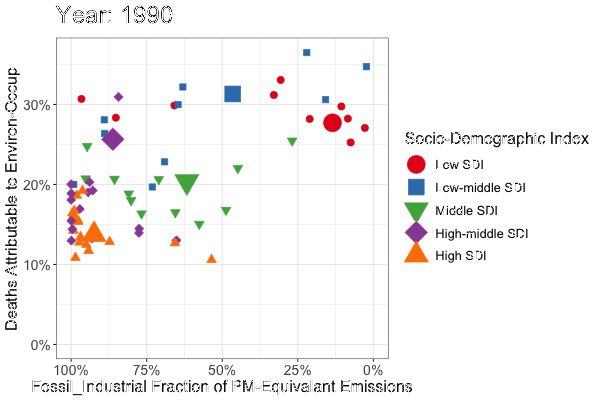 Year: 1990
Deaths Attributable to Environ-Occup
30%
20%
10%
0%
100% 75% 50% 25% 0%
Fossil_Industrial Fraction of PM-Equivalant Emissions
Socio-Demographic Index
Low SDI
Low-middle SDI
Middle SDI
High-middle SDI
High SDI